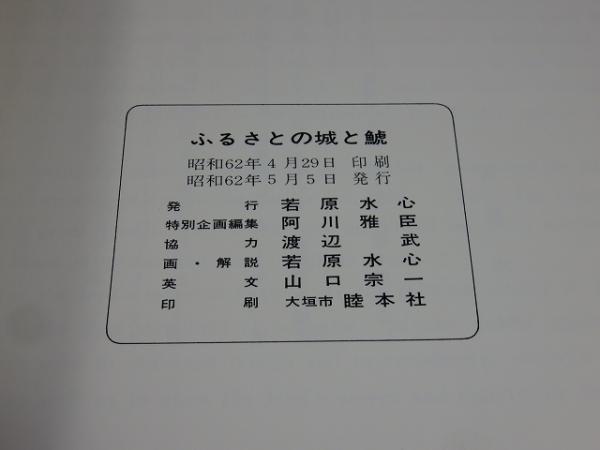 ふるさとの城と鯱
昭和62年4月29日 印刷
昭和62年5月5日 発行
発行 若原水心
特別企画編集 阿川雅臣
協力 渡辺武
画・解説 若原水心
英文 山口宗一
印刷 大垣市 睦本社